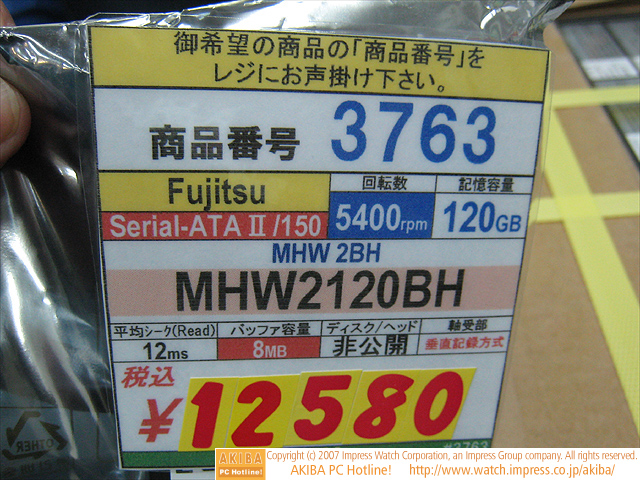 御希望の商品の「商品番号」を
レジにお声掛け下さい。
商品番号 3763
Fujitsu 回転数 記憶容量
Serial-ATA II/150 5400rpm 120GB
MHW 2BH
MHW2120BH
平均シーク(Read) バッファ容量 ディスク/ヘッド 軸受部
12ms 8MB 非公開 垂直記録方式
税込
¥12580
#3763
OTHER
AKIBA PC Hotline! Copyright (c) 2007 Impress Watch Corporation, an Impress Group company. All rights reserved.
AKIBA PC Hotline! http://www.watch.impress.co.jp/akiba/